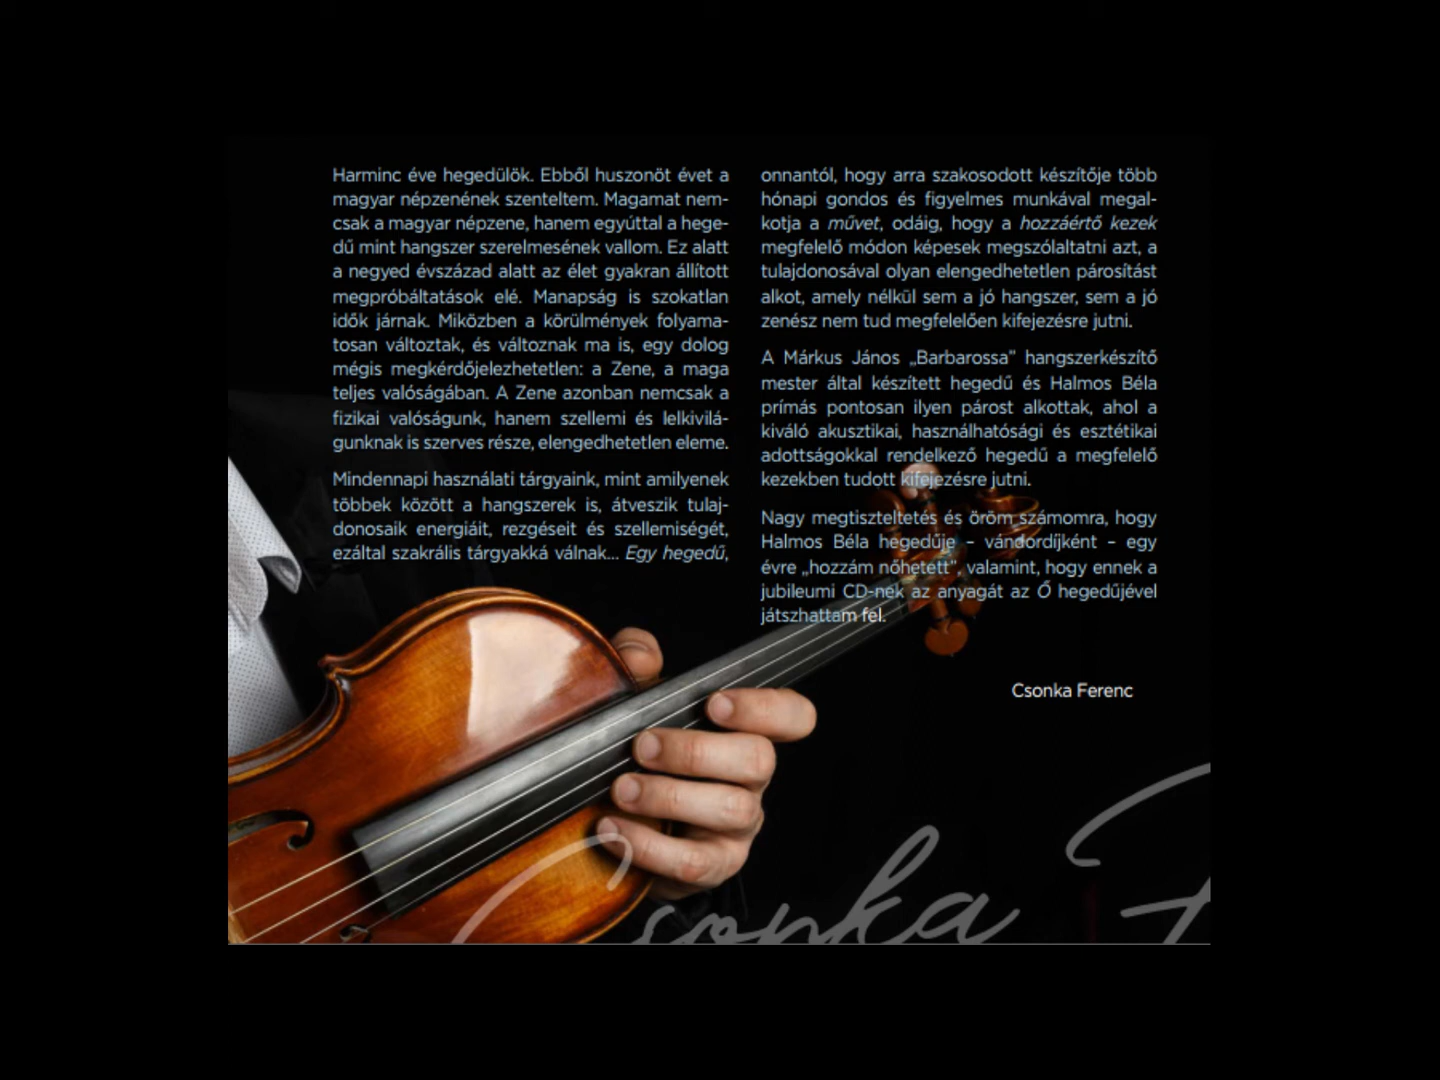 Harminc éve hegedülök. Ebből huszonöt évet a
magyar népzenének szenteltem. Magamat nem-
csak a magyar népzene, hanem egyúttal a hege-
dű mint hangszer szerelmesének vallom. Ez alatt
a negyed évszázad alatt az élet gyakran állított
megpróbáltatások elé. Manapság is szokatlan
idők járnak. Miközben a körülmények folyama-
tosan változtak, és változnak ma is, egy dolog
mégis megkérdőjelezhetetlen: a Zene, a maga
teljes valóságában. A Zene azonban nemcsak a
fizikai valóságunk, hanem szellemi és lelkivilá-
gunknak is szerves része, elengedhetetlen eleme.
Mindennapi használati tárgyaink, mint amilyenek
többek között a hangszerek is, átveszik tulaj-
donosaik energiáit, rezgéseit és szellemiségét,
ezáltal szakrális tárgyakká válnak... Egy hegedű,
onnantól, hogy arra szakosodott készítője több
hónapi gondos és figyelmes munkával megal-
kotja a művet, odáig, hogy a hozzáértő kezek
megfelelő módon képesek megszólaltatni azt, a
tulajdonosával olyan elengedhetetlen párosítást
alkot, amely nélkül sem a jó hangszer, sem a jó
zenész nem tud megfelelően kifejezésre jutni.
A Márkus János „Barbarossa” hangszerkészítő
mester által készített hegedű és Halmos Béla
prímás pontosan ilyen párost alkottak, ahol a
kiváló akusztikai, használhatósági és esztétikai
adottságokkal rendelkező hegedű a megfelelő
kezekben tudott kifejezésre jutni.
Nagy megtiszteltetés és öröm számomra, hogy
Halmos Béla hegedűje – vándordíjként – egy
évre „hozzám nőhetett”, valamint, hogy ennek a
jubileumi CD-nek az anyagát az Ő hegedűjével
játszhattam fel.
Csonka Ferenc
Csonka F